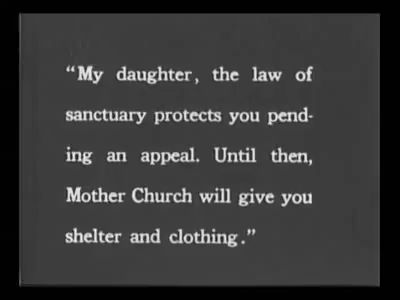 “My daughter, the law of
sanctuary protects you pend-
ing an appeal. Until then,
Mother Church will give you
shelter and clothing.”